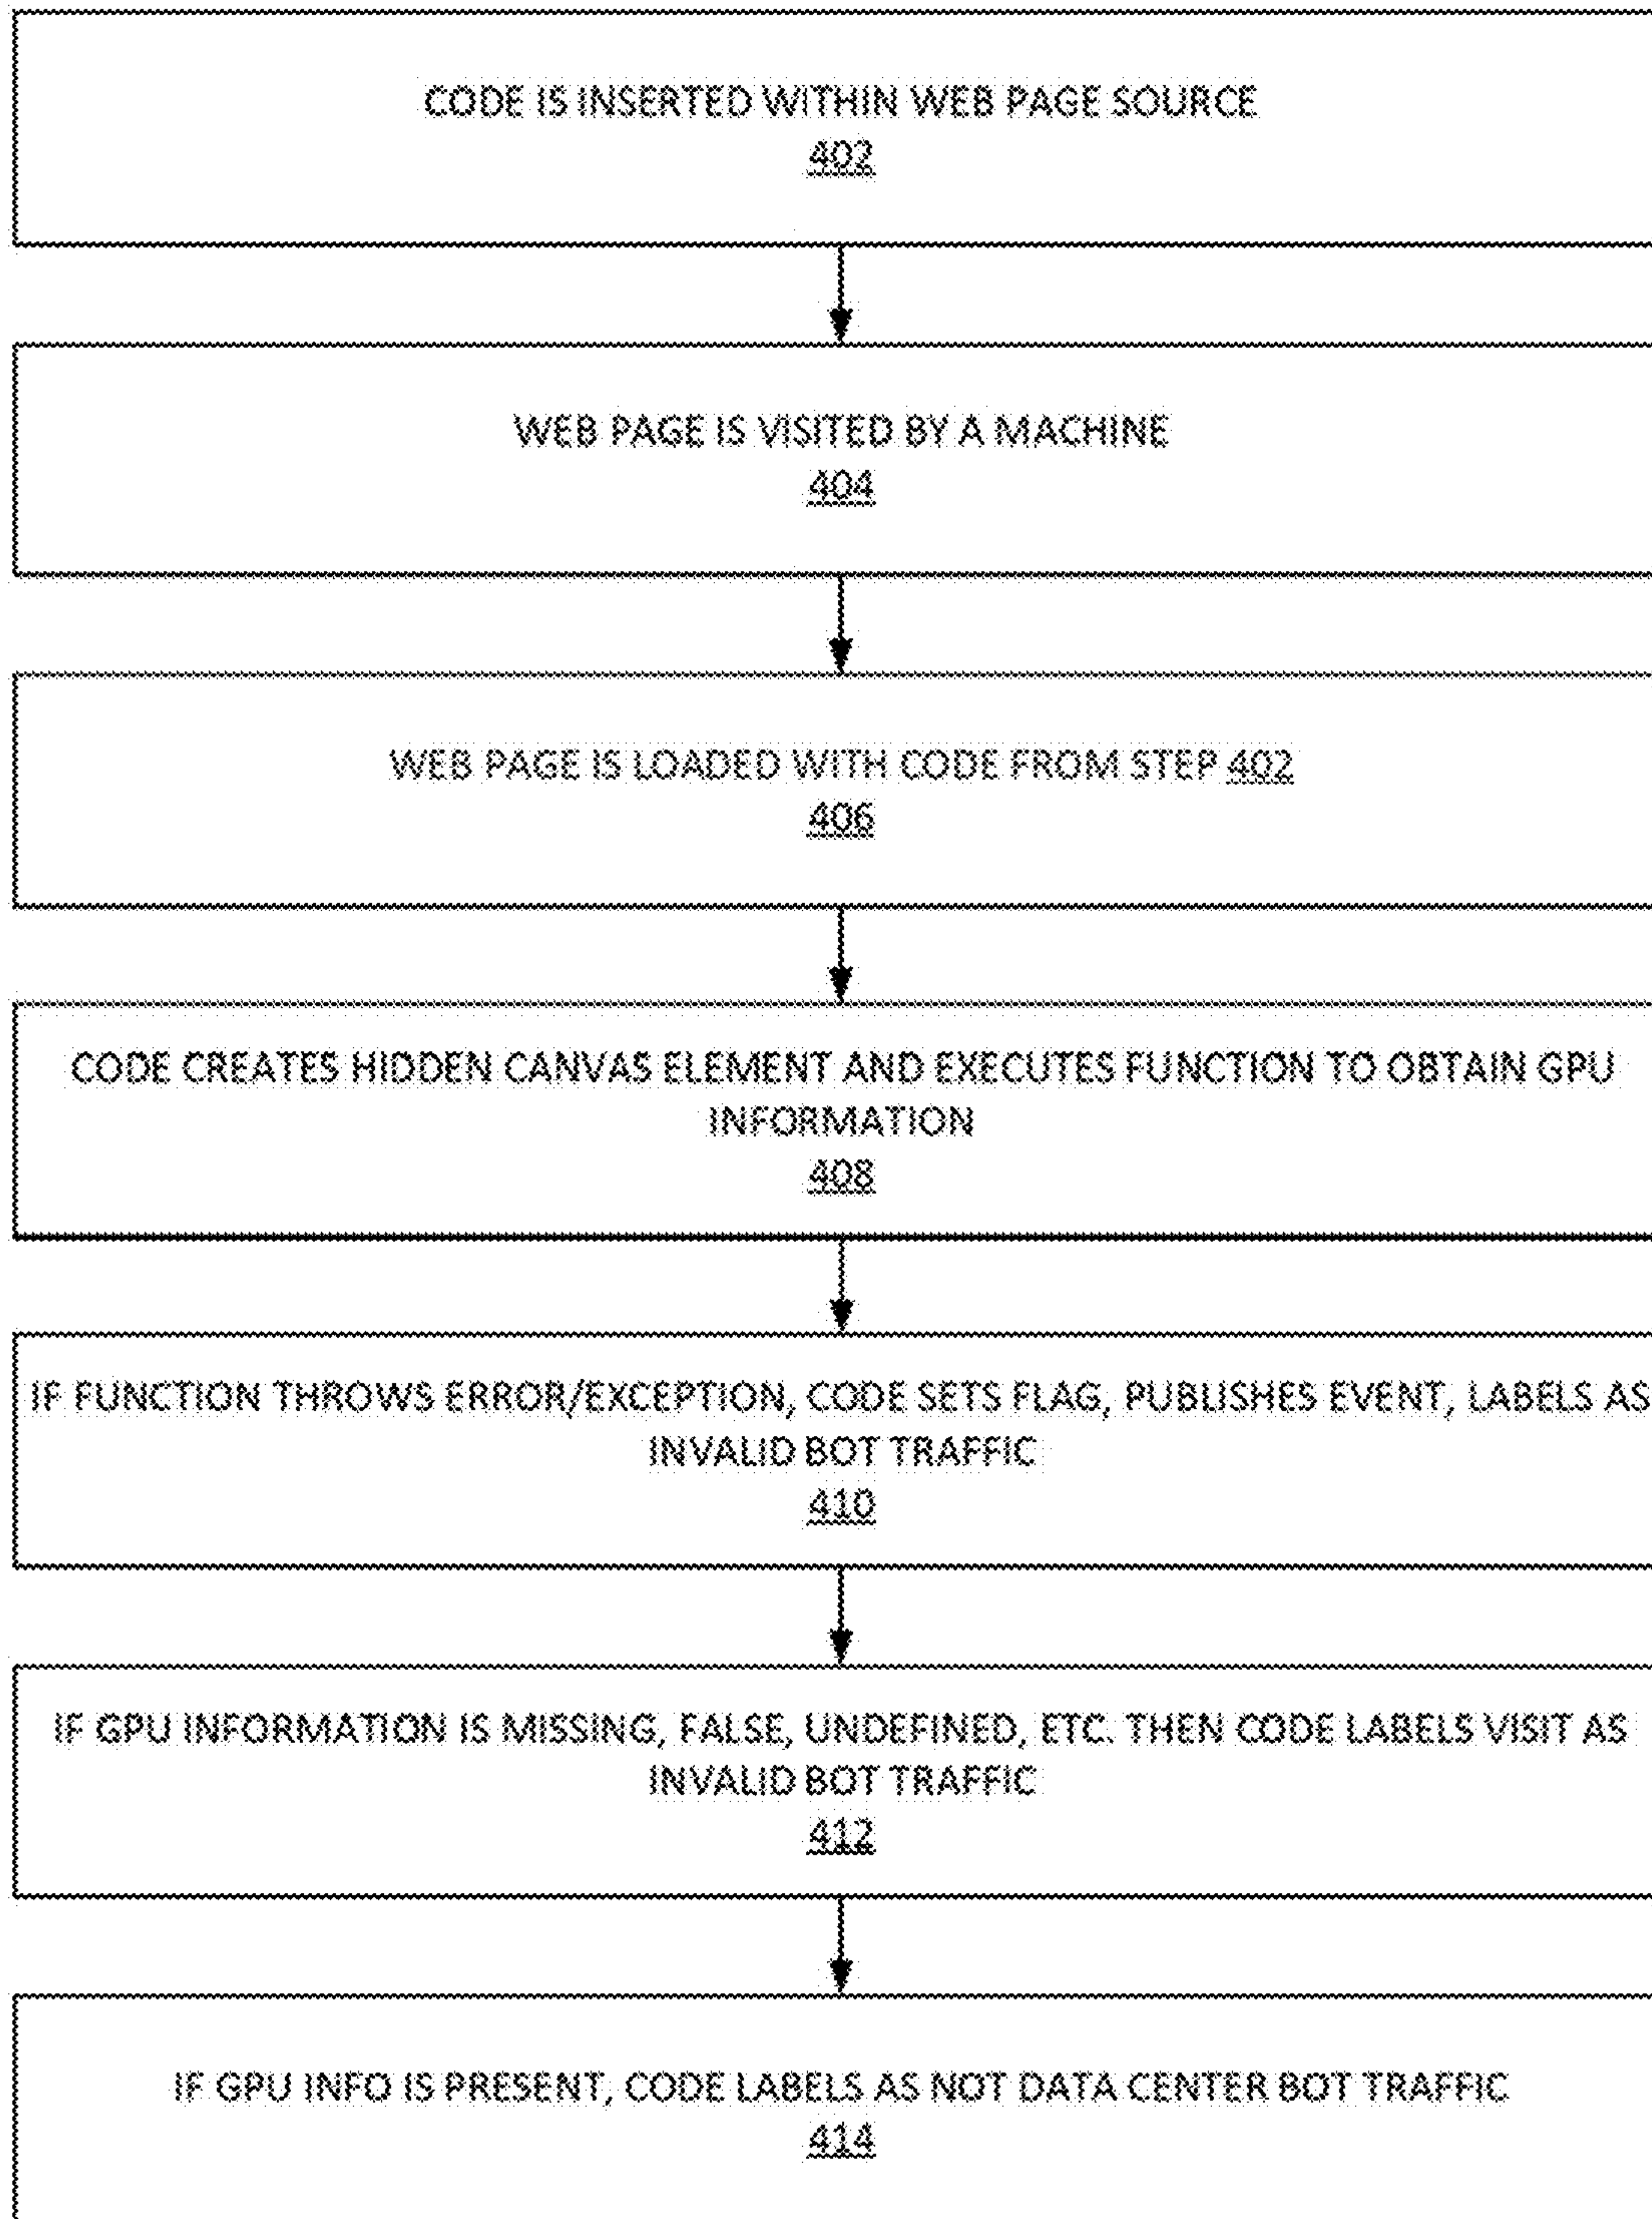 CODE IS INSERTED WITHIN WEB PAGE SOURCE
402
WEB PAGE IS VISITED BY A MACHINE
404
WEB PAGE IS LOADED WITH CODE FROM STEP 402
406
CODE CREATES HIDDEN CANVAS ELEMENT AND EXECUTES FUNCTION TO OBTAIN GPU
INFORMATION
408
IF FUNCTION THROWS ERROR/EXCEPTION, CODE SETS FLAG, PUBLISHES EVENT, LABELS AS
INVALID BOT TRAFFIC
410
IF GPU INFORMATION IS MISSING, FALSE, UNDEFINED, ETC. THEN CODE LABELS VISIT AS
INVALID BOT TRAFFIC
412
IF GPU INFO IS PRESENT, CODE LABELS AS NOT DATA CENTER BOT TRAFFIC
414